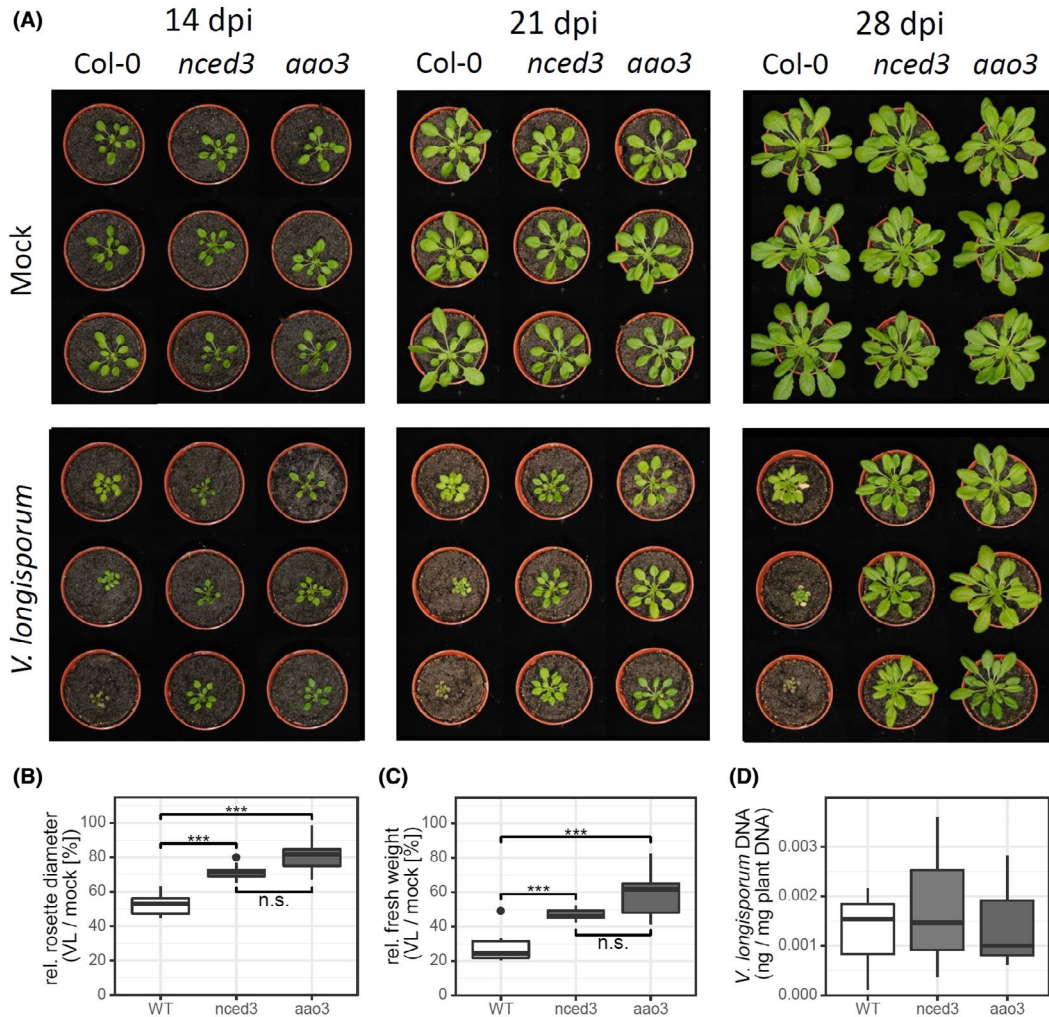 (A)
14 dpi
21 dpi
28 dpi
Col-0 nced3 aao3
Col-0 nced3 aao3
Col-0 nced3 aao3
Mock
V. longisporum
(B)
rel. rosette diameter
(VL / mock [%])
100
80
60
40
20
0
***
***
n.s.
WT
nced3
aao3
(C)
rel. fresh weight
(VL / mock [%])
100
80
60
40
20
0
***
***
n.s.
WT
nced3
aao3
(D)
V. longisporum DNA
(ng / mg plant DNA)
0.003
0.002
0.001
0.000
WT
nced3
aao3